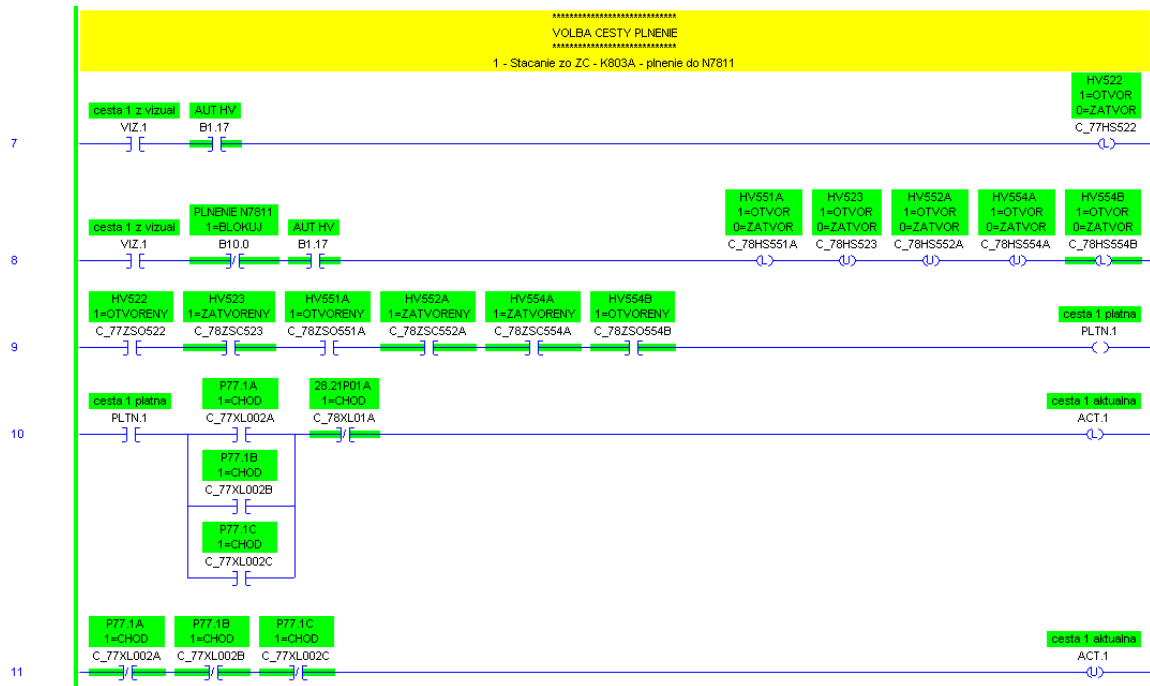 ****************************
VOLBA CESTY PLNENIE
****************************
1 - Stacanie zo ZC - K803A - plnenie do N7811
HV522
1=OTVOR
0=ZATVOR
cesta 1 z vizual AUT HV
VIZ.1 B1.17 C_77HS522
7
(L)
HV551A HV523 HV552A HV554A HV554B
PLNENIE N7811 1=OTVOR 1=OTVOR 1=OTVOR 1=OTVOR 1=OTVOR
cesta 1 z vizual 1=BLOKUJ AUT HV 0=ZATVOR 0=ZATVOR 0=ZATVOR 0=ZATVOR 0=ZATVOR
VIZ.1 B10.0 B1.17 C_78HS551A C_78HS523 C_78HS552A C_78HS554A C_78HS554B
8
(L) (U) (U) (U) (L)
HV522 HV523 HV551A HV552A HV554A HV554B
1=OTVORENY 1=ZATVORENY 1=OTVORENY 1=ZATVORENY 1=ZATVORENY 1=OTVORENY cesta 1 platna
C_77ZSO522 C_78ZSC523 C_78ZSO551A C_78ZSC552A C_78ZSC554A C_78ZSO554B PLTN.1
9
P77.1A 28.21P01A
cesta 1 platna 1=CHOD 1=CHOD cesta 1 aktualna
PLTN.1 C_77XL002A C_78XL01A ACT.1
10
(L)
P77.1B
1=CHOD
C_77XL002B
P77.1C
1=CHOD
C_77XL002C
P77.1A P77.1B P77.1C
1=CHOD 1=CHOD 1=CHOD cesta 1 aktualna
C_77XL002A C_77XL002B C_77XL002C ACT.1
11
(U)